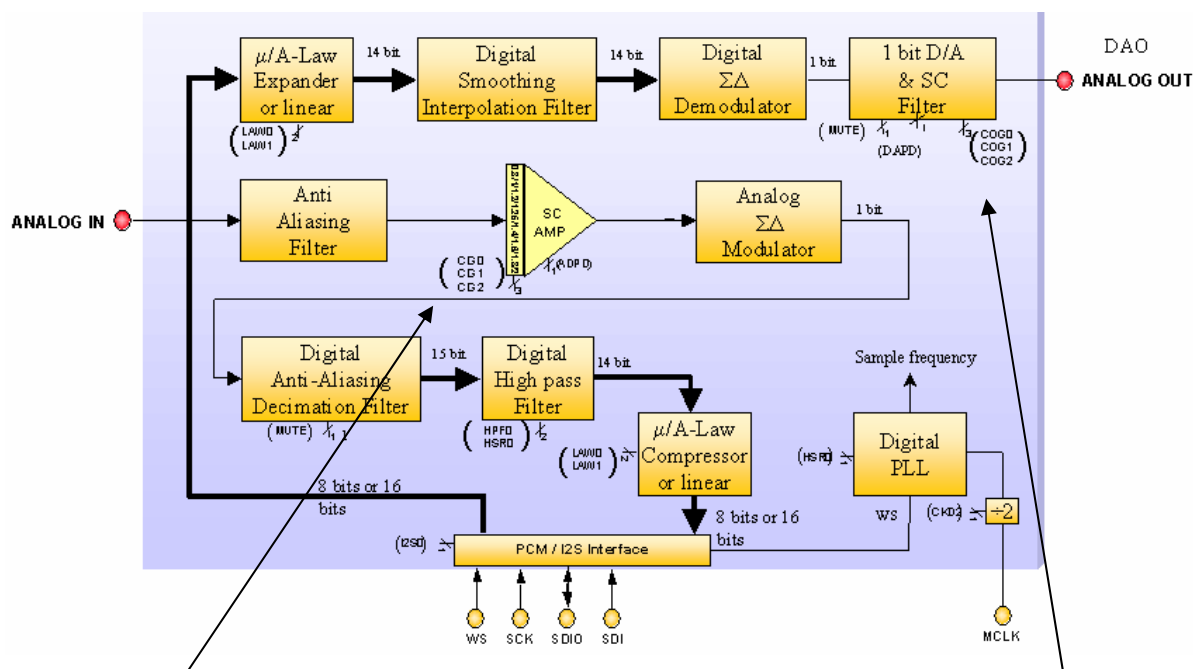 μ/A-Law
Expander
or linear
(LAW0
LAW1)
2
14 bit
Digital
Smoothing
Interpolation Filter
14 bit
Digital
ΣΔ
Demodulator
1 bit
1 bit D/A
& SC
Filter
(MUTE)
1
1
(DAPD)
3
(COG0
COG1
COG2)
DAO
ANALOG OUT
ANALOG IN
Anti
Aliasing
Filter
SC
AMP
(CG0
CG1
CG2)
3
1
Analog
ΣΔ
Modulator
1 bit
Digital
Anti-Aliasing
Decimation Filter
(MUTE)
1
1
15 bit
Digital
High pass
Filter
(HPF0
HSR0)
2
14 bit
μ/A-Law
Compressor
or linear
(LAW0
LAW1)
2
8 bits or 16
bits
8 bits or 16
bits
Sample frequency
Digital
PLL
(HSR0)
1
WS
(CKD2)
1
÷2
(I2S0)
1
PCM / I2S Interface
WS
SCK
SDIO
SDI
MCLK